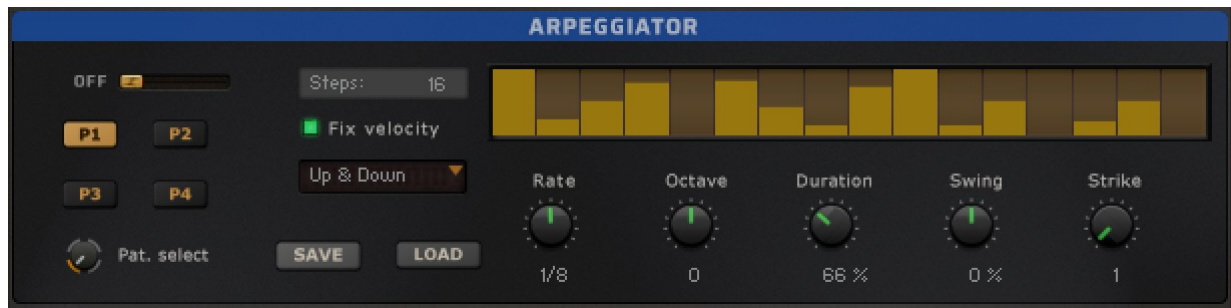 ARPEGGIATOR
OFF
Steps: 16
Fix velocity
P1 P2
Up & Down
P3 P4
Rate Octave Duration Swing Strike
Pat. select
SAVE LOAD
1/8 0 66 % 0 % 1